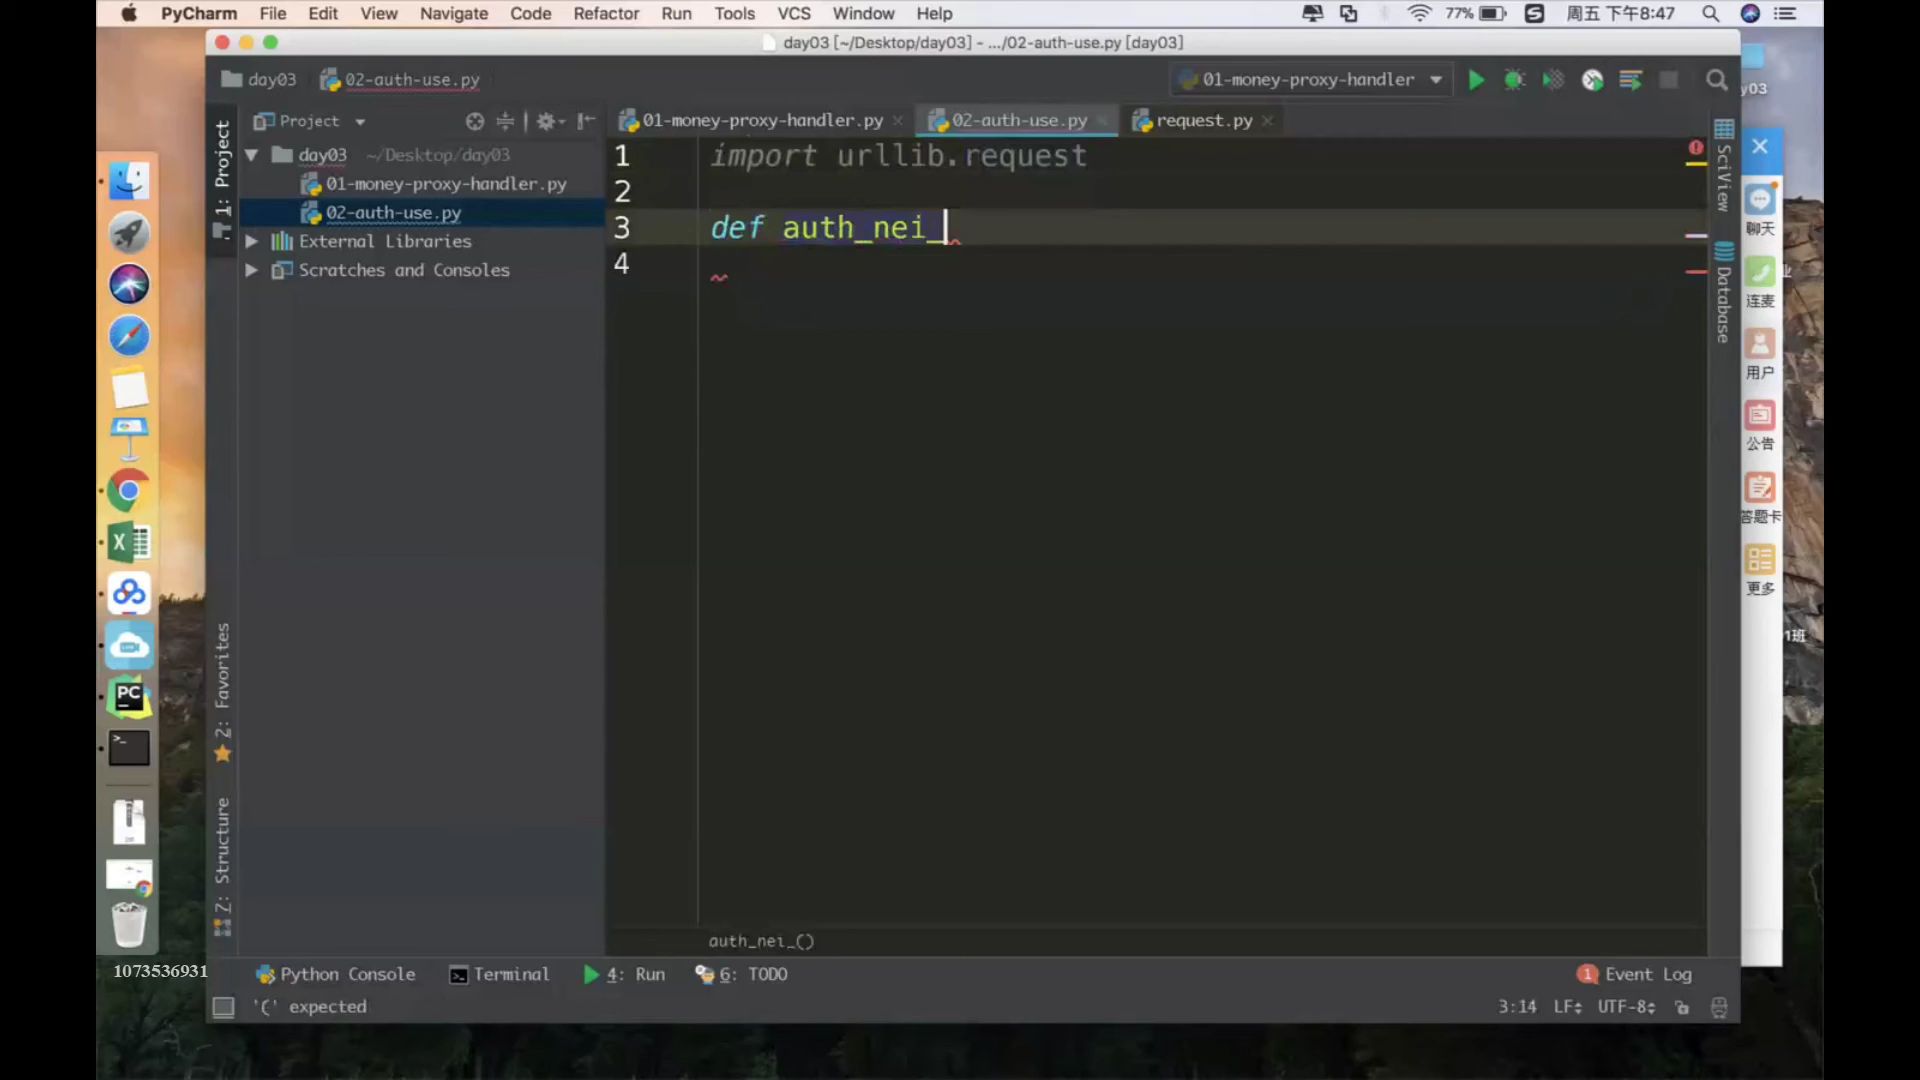 PyCharm File Edit View Navigate Code Refactor Run Tools VCS Window Help 77% 周五 下午8:47
day03 [~/Desktop/day03] - .../02-auth-use.py [day03]
day03 02-auth-use.py 01-money-proxy-handler
y03
Project 01-money-proxy-handler.py 02-auth-use.py request.py
1: Project
day03 ~/Desktop/day03
01-money-proxy-handler.py
02-auth-use.py
External Libraries
Scratches and Consoles
1 import urllib.request
2
3 def auth_nei_
4
SciView
Database
聊天
连麦
用户
公告
答题卡
更多
1班
2: Favorites
Z: Structure
PC
auth_nei_()
1073536931
Python Console Terminal 4: Run 6: TODO 1 Event Log
'(' expected 3:14 LF UTF-8